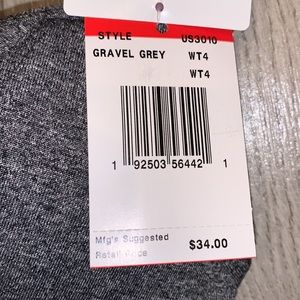 STYLE US3010
GRAVEL GREY WT4
WT4
1 92503 56442 1
Mfg's Suggested
Retail Price $34.00